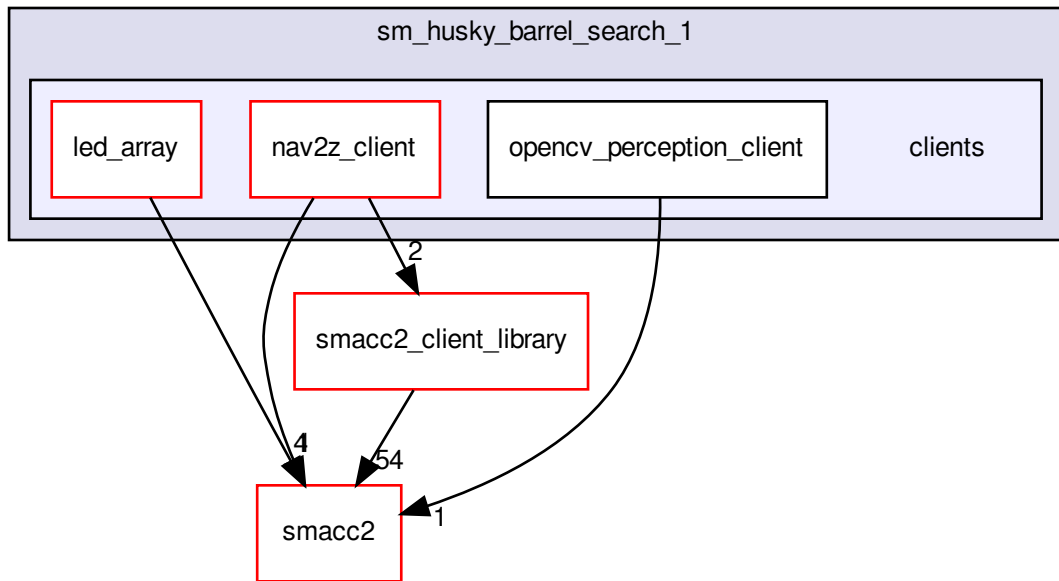 sm_husky_barrel_search_1
led_array
nav2z_client
opencv_perception_client
clients
2
smacc2_client_library
4
54
1
smacc2